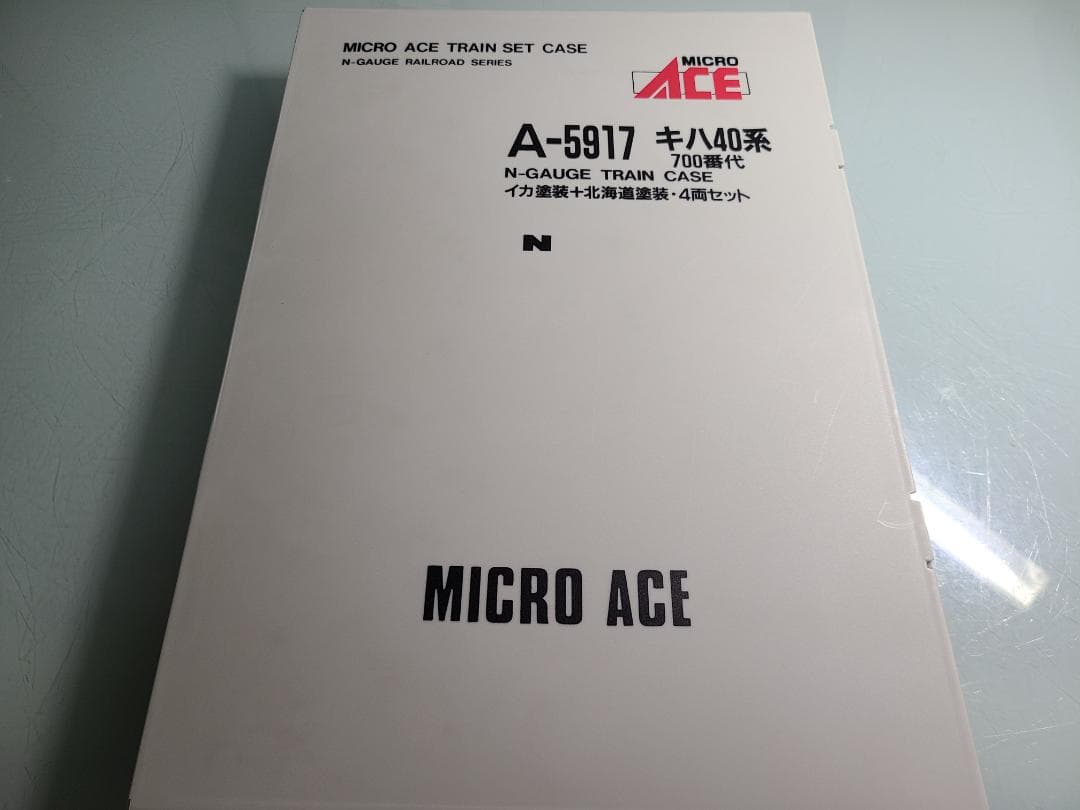 MICRO ACE TRAIN SET CASE
N-GAUGE RAILROAD SERIES
MICRO
ACE
A-5917 キハ40系
700番代
N-GAUGE TRAIN CASE
イカ塗装+北海道塗装・4両セット
N
MICRO ACE